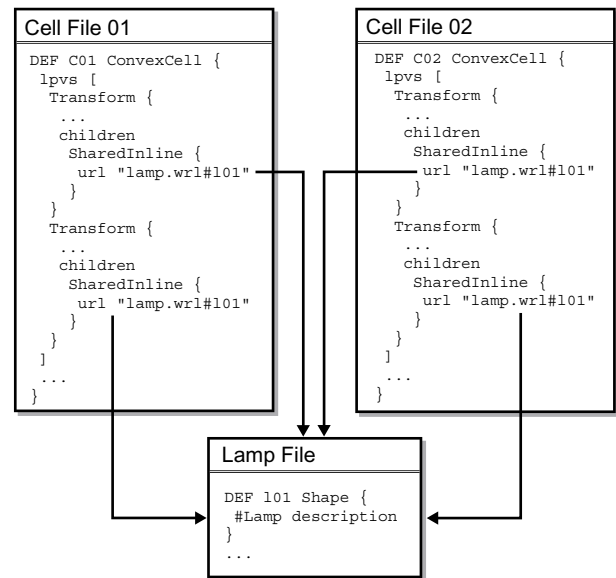 Cell File 01
DEF C01 ConvexCell {
lpvs [
Transform {
...
children
SharedInline {
url "lamp.wrl#l01"
}
}
Transform {
...
children
SharedInline {
url "lamp.wrl#l01"
}
}
]
...
}
Cell File 02
DEF C02 ConvexCell {
lpvs [
Transform {
...
children
SharedInline {
url "lamp.wrl#l01"
}
}
Transform {
...
children
SharedInline {
url "lamp.wrl#l01"
}
}
]
...
}
Lamp File
DEF l01 Shape {
#Lamp description
}
...